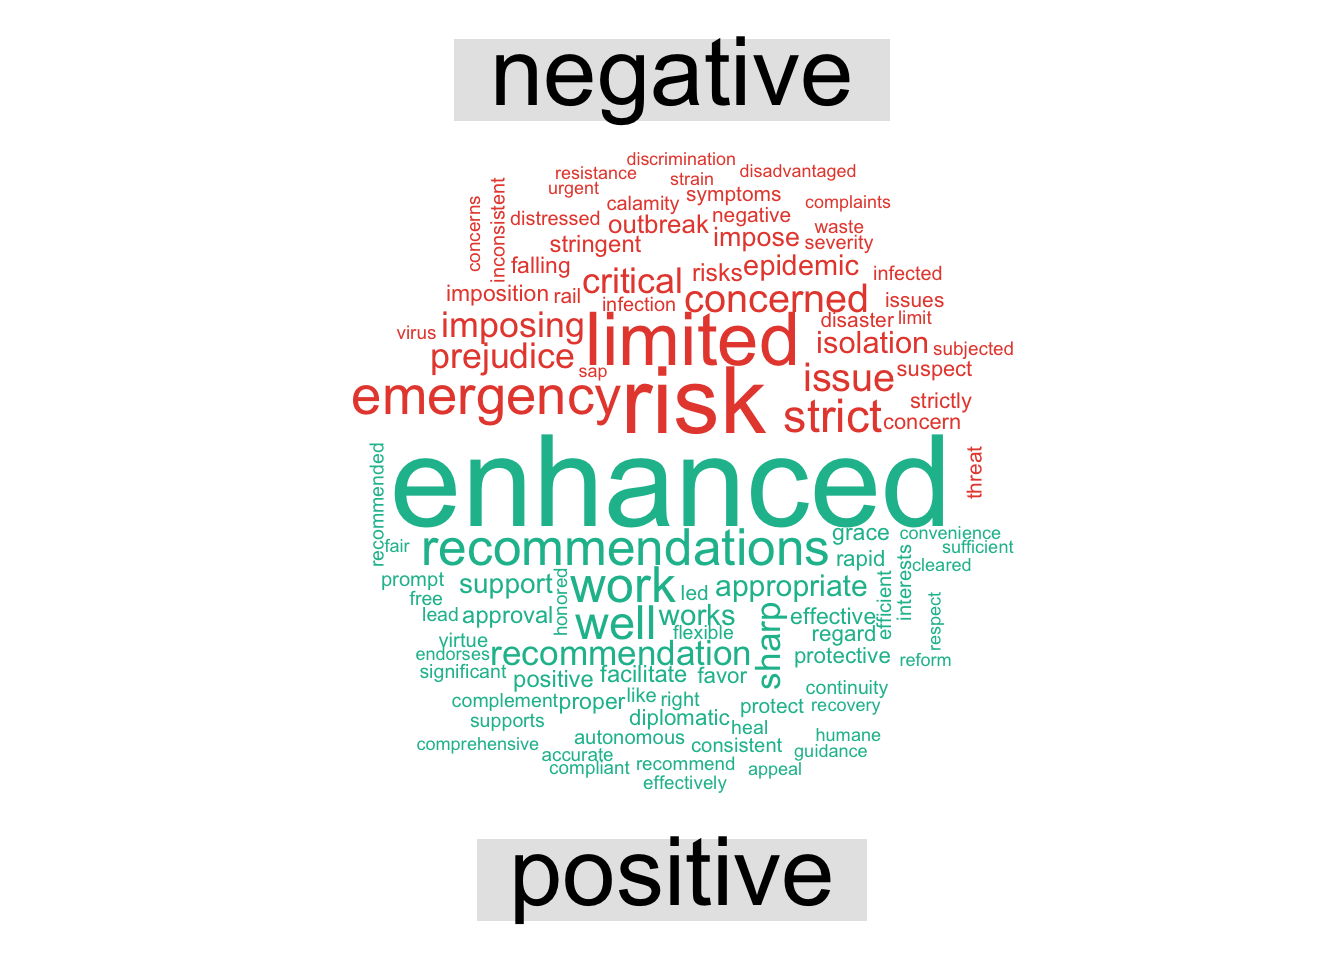 negative
discrimination
resistance
disadvantaged
urgent
strain
symptoms
calamity
complaints
concerns
inconsistent
distressed
outbreak
negative
waste
stringent
impose
severity
falling
critical
risks
epidemic
infected
imposition
rail
infection
concerned
issues
virus
imposing
limited
disaster
limit
prejudice
isolation
subjected
sap
issue
suspect
emergency
risk
strict
strictly
concern
threat
recommended
enhanced
fair
recommendations
grace
convenience
sufficient
rapid
cleared
prompt
support
work
led
appropriate
efficient
interests
free
honored
lead
approval
well
works
sharp
effective
respect
virtue
flexible
regard
endorses
recommendation
protective
reform
significant
positive
facilitate
favor
continuity
complement
proper
like
right
protect
recovery
supports
diplomatic
heal
comprehensive
autonomous
consistent
humane
guidance
accurate
compliant
recommend
appeal
effectively
positive